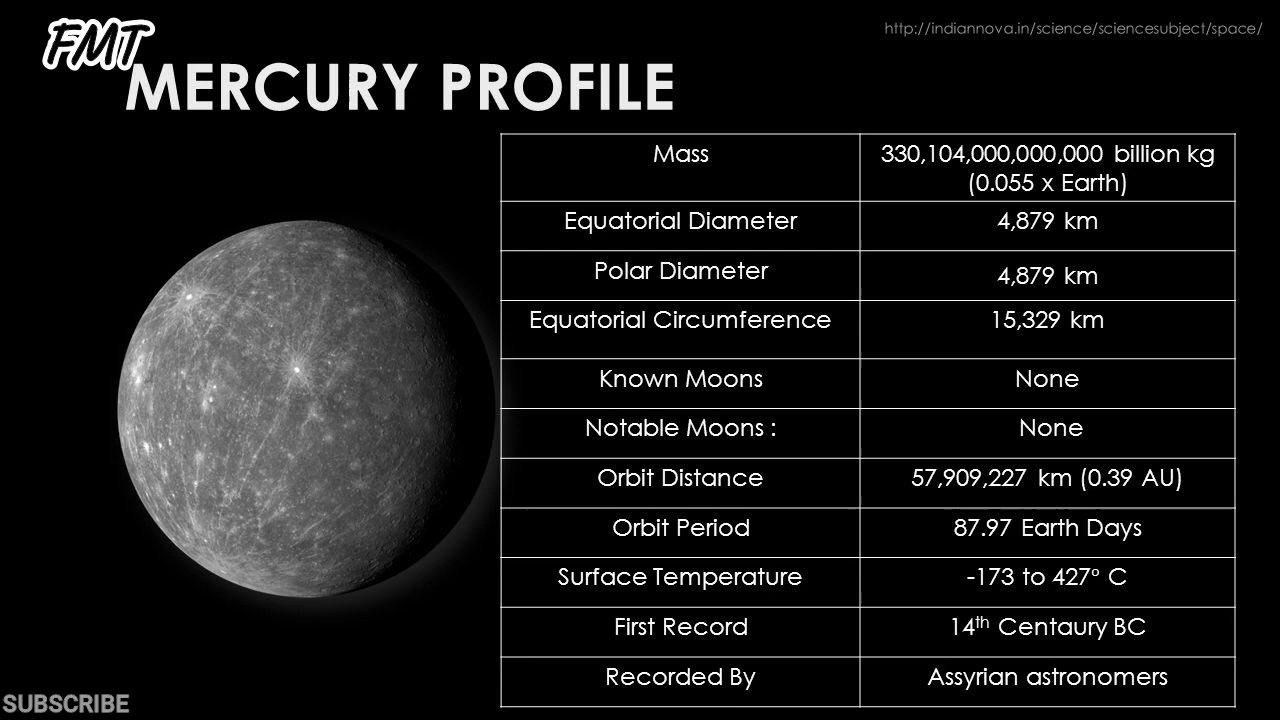 FMT
http://indiannova.in/science/sciencesubject/space/
MERCURY PROFILE
Mass 330,104,000,000,000 billion kg
(0.055 x Earth)
Equatorial Diameter 4,879 km
Polar Diameter 4,879 km
Equatorial Circumference 15,329 km
Known Moons None
Notable Moons : None
Orbit Distance 57,909,227 km (0.39 AU)
Orbit Period 87.97 Earth Days
Surface Temperature -173 to 427° C
First Record 14th Centaury BC
Recorded By Assyrian astronomers
SUBSCRIBE